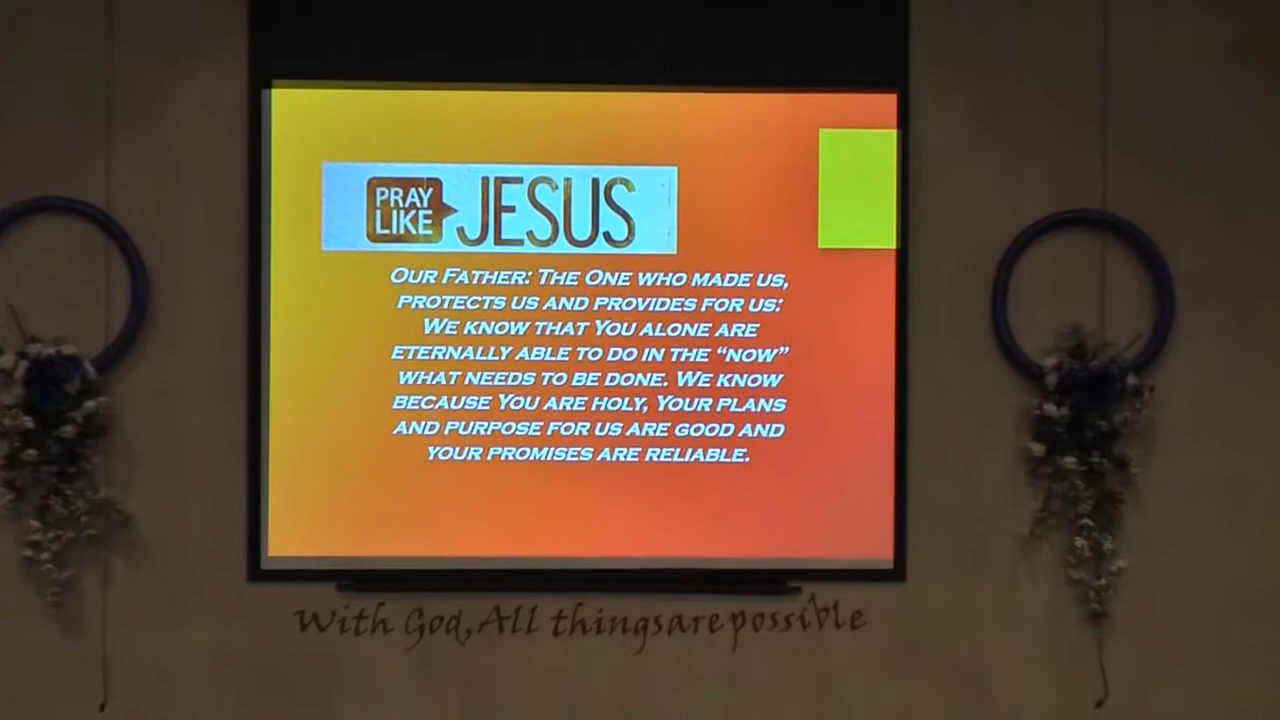 PRAY
LIKE
JESUS
OUR FATHER: THE ONE WHO MADE US,
PROTECTS US AND PROVIDES FOR US:
WE KNOW THAT YOU ALONE ARE
ETERNALLY ABLE TO DO IN THE “NOW”
WHAT NEEDS TO BE DONE. WE KNOW
BECAUSE YOU ARE HOLY, YOUR PLANS
AND PURPOSE FOR US ARE GOOD AND
YOUR PROMISES ARE RELIABLE.
With God, All things are possible